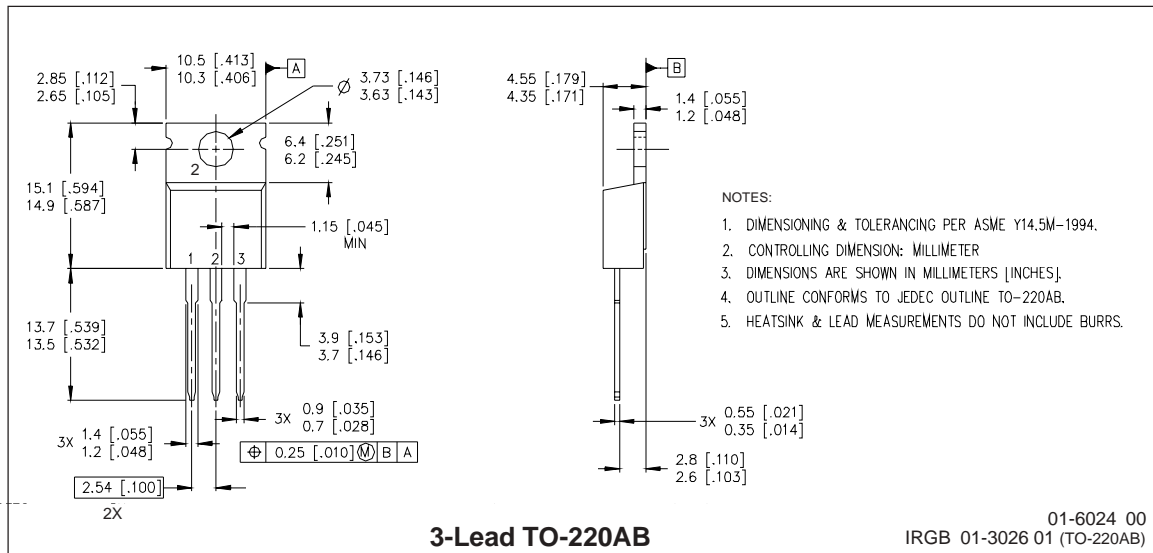 10.5 [.413]
10.3 [.406]
A
2.85 [.112]
2.65 [.105]
Ø 3.73 [.146]
3.63 [.143]
6.4 [.251]
6.2 [.245]
2
15.1 [.594]
14.9 [.587]
1.15 [.045]
MIN
1 2 3
13.7 [.539]
13.5 [.532]
3.9 [.153]
3.7 [.146]
3X 0.9 [.035]
0.7 [.028]
3X 1.4 [.055]
1.2 [.048]
⌖ 0.25 [.010] Ⓜ B A
2.54 [.100]
2X
B
4.55 [.179]
4.35 [.171]
1.4 [.055]
1.2 [.048]
3X 0.55 [.021]
0.35 [.014]
2.8 [.110]
2.6 [.103]
NOTES:
1. DIMENSIONING & TOLERANCING PER ASME Y14.5M-1994.
2. CONTROLLING DIMENSION: MILLIMETER
3. DIMENSIONS ARE SHOWN IN MILLIMETERS [INCHES].
4. OUTLINE CONFORMS TO JEDEC OUTLINE TO-220AB.
5. HEATSINK & LEAD MEASUREMENTS DO NOT INCLUDE BURRS.
3-Lead TO-220AB
01-6024 00
IRGB 01-3026 01 (TO-220AB)